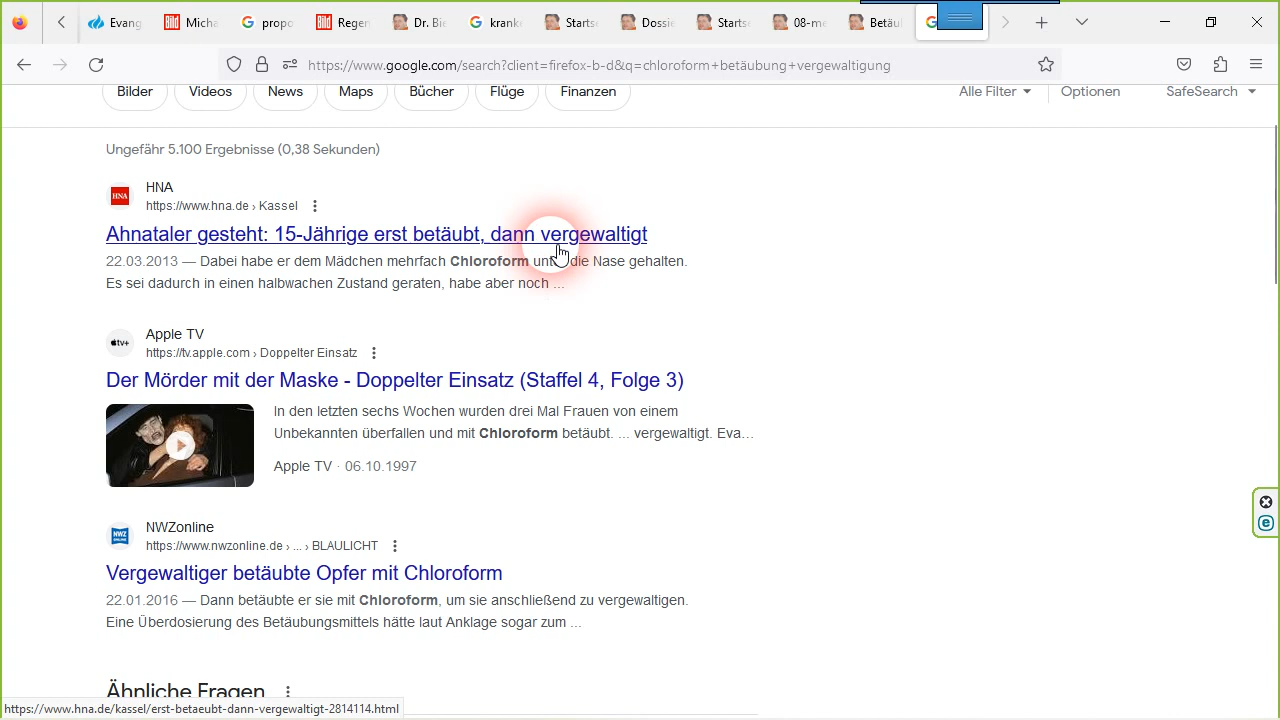 Evang
Micha
propo
Regen
Dr. Bie
krank
Starts
Dossie
Starts
08-me
Betäu
https://www.google.com/search?client=firefox-b-d&q=chloroform+betäubung+vergewaltigung
Bilder
Videos
News
Maps
Bücher
Flüge
Finanzen
Alle Filter
Optionen
SafeSearch
Ungefähr 5.100 Ergebnisse (0,38 Sekunden)
HNA
HNA
https://www.hna.de › Kassel
Ahnataler gesteht: 15-Jährige erst betäubt, dann vergewaltigt
22.03.2013 — Dabei habe er dem Mädchen mehrfach Chloroform unter die Nase gehalten.
Es sei dadurch in einen halbwachen Zustand geraten, habe aber noch ...
tv+
Apple TV
https://tv.apple.com › Doppelter Einsatz
Der Mörder mit der Maske - Doppelter Einsatz (Staffel 4, Folge 3)
In den letzten sechs Wochen wurden drei Mal Frauen von einem
Unbekannten überfallen und mit Chloroform betäubt. ... vergewaltigt. Eva...
Apple TV · 06.10.1997
NWZ
ONLINE
NWZonline
https://www.nwzonline.de › ... › BLAULICHT
Vergewaltiger betäubte Opfer mit Chloroform
22.01.2016 — Dann betäubte er sie mit Chloroform, um sie anschließend zu vergewaltigen.
Eine Überdosierung des Betäubungsmittels hätte laut Anklage sogar zum ...
Ähnliche Fragen
https://www.hna.de/kassel/erst-betaeubt-dann-vergewaltigt-2814114.html